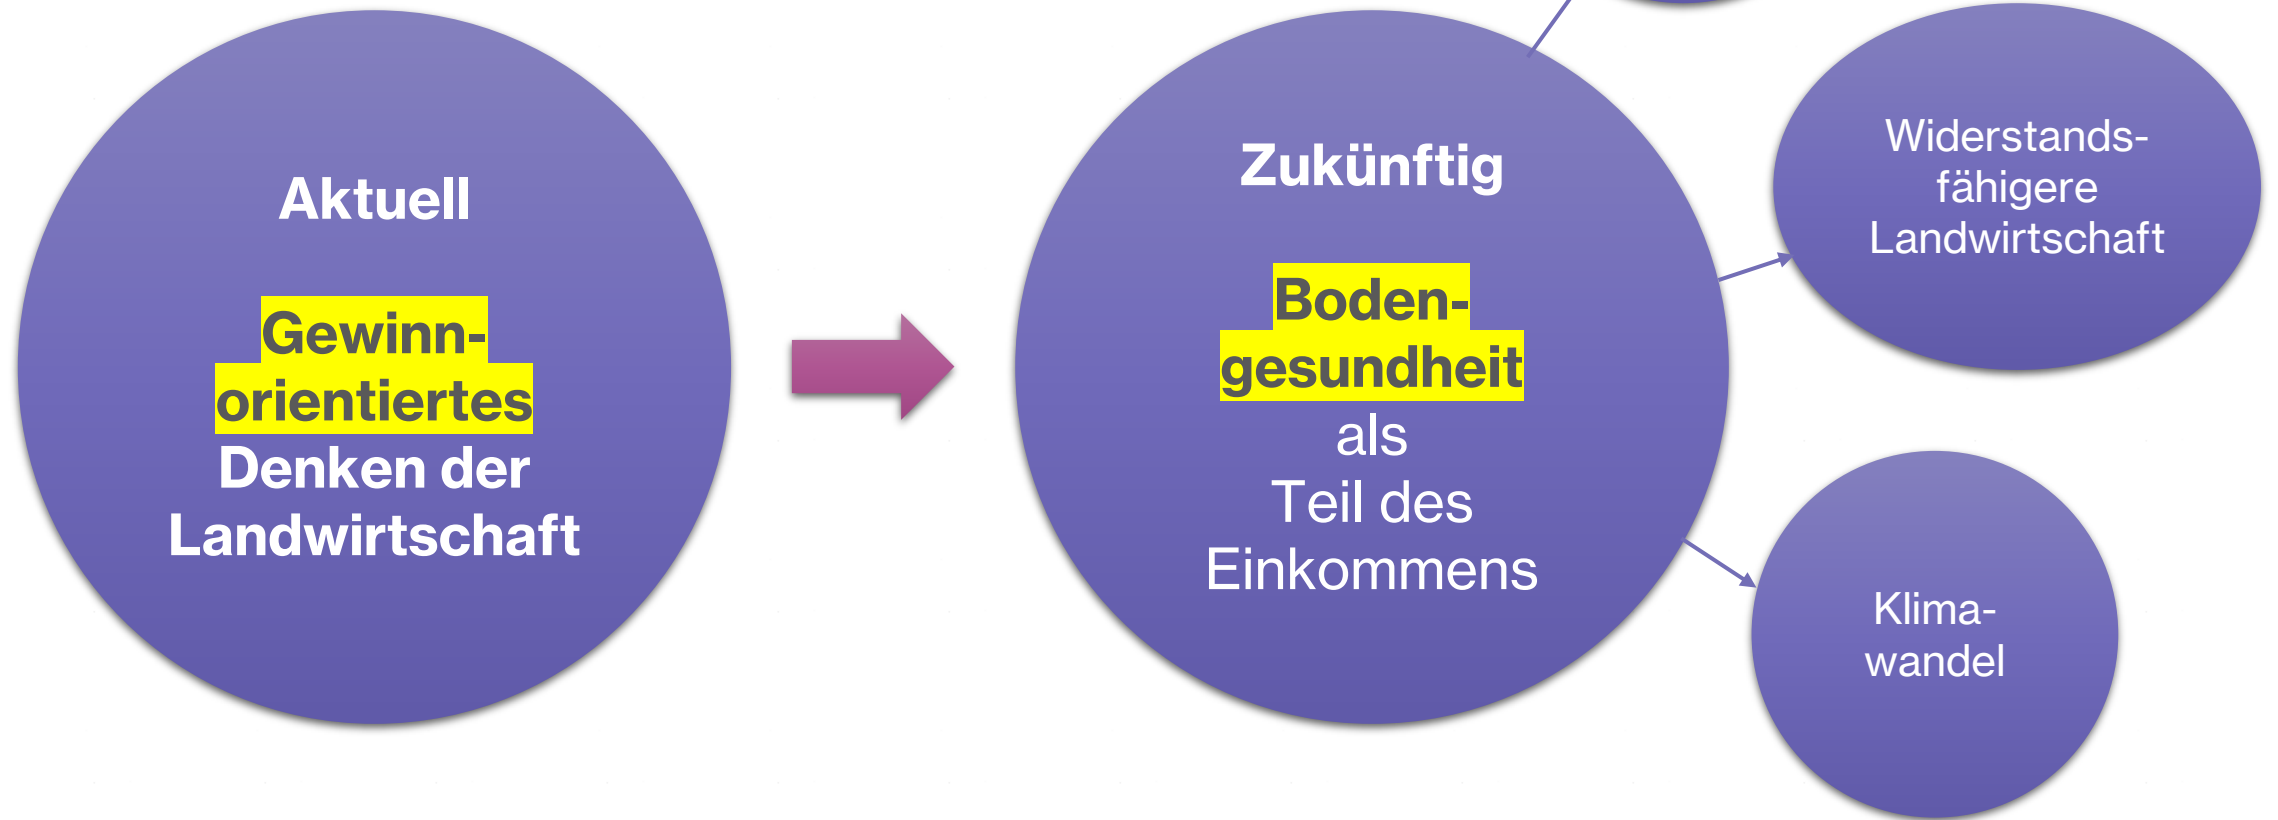 Aktuell
Gewinn-
orientiertes
Denken der
Landwirtschaft
Zukünftig
Boden-
gesundheit
als
Teil des
Einkommens
Widerstands-
fähigere
Landwirtschaft
Klima-
wandel